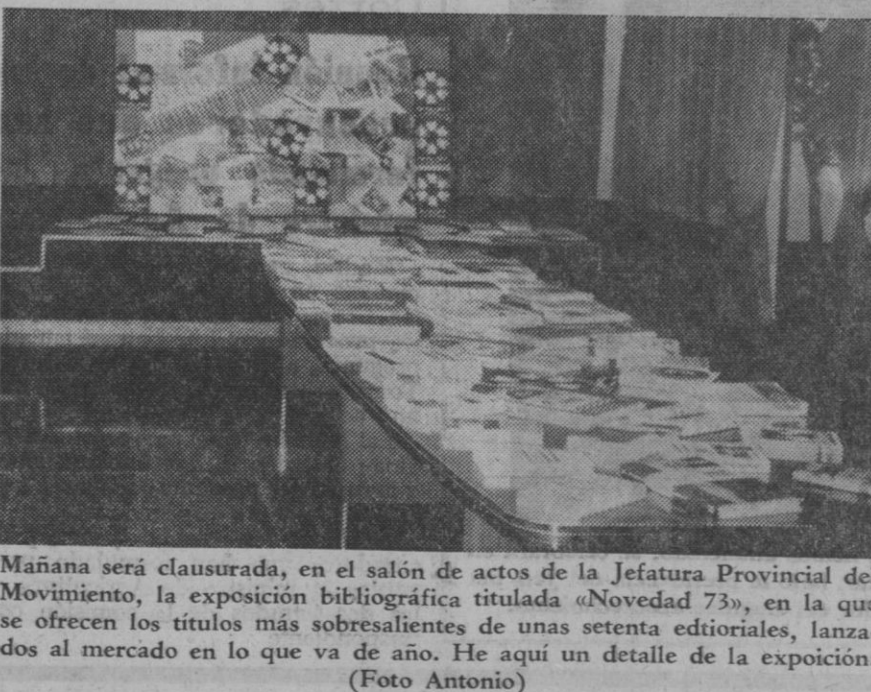 Mañana será clausurada, en el salón de actos de la Jefatura Provincial de
Movimiento, la exposición bibliográfica titulada «Novedad 73», en la que
se ofrecen los títulos más sobresalientes de unas setenta edtioriales, lanza
dos al mercado en lo que va de año. He aquí un detalle de la expoición
(Foto Antonio)